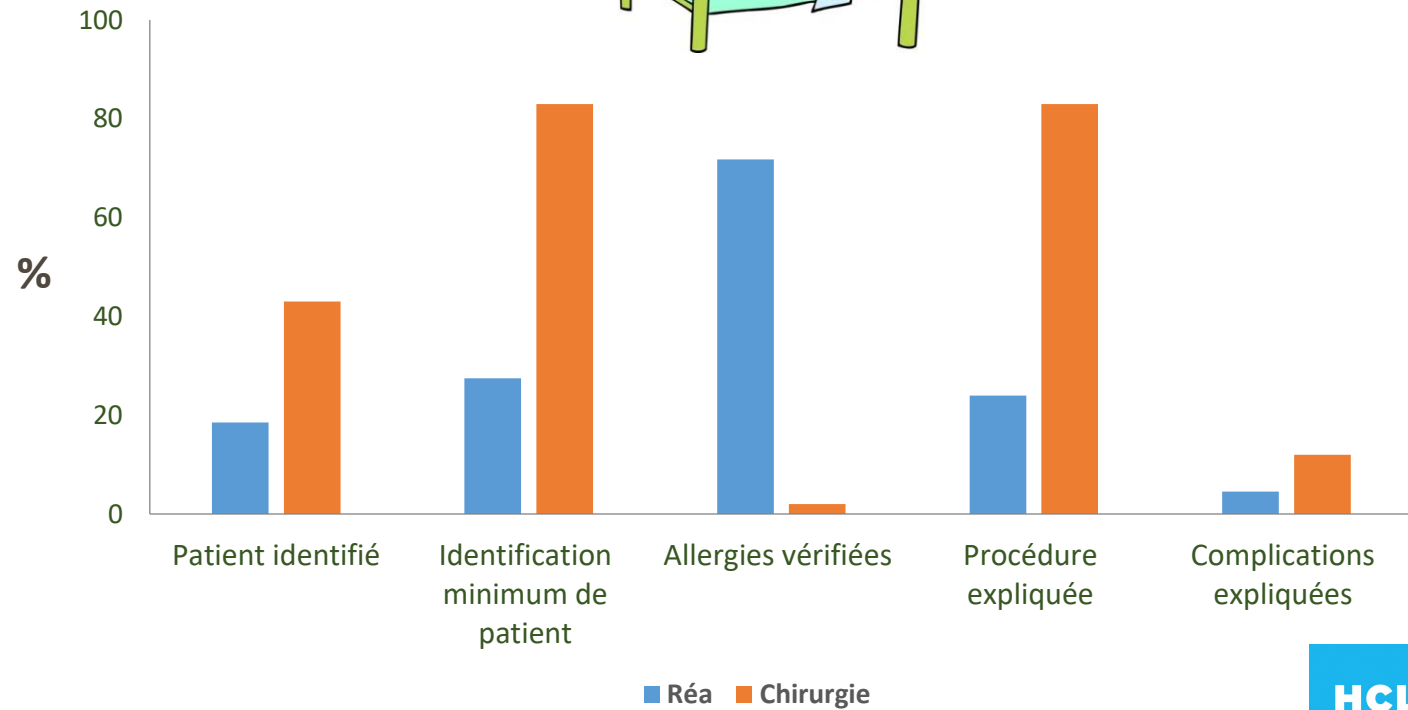 100
80
60
%
40
20
0
Patient identifié
Identification
minimum de
patient
Allergies vérifiées
Procédure
expliquée
Complications
expliquées
Réa
Chirurgie